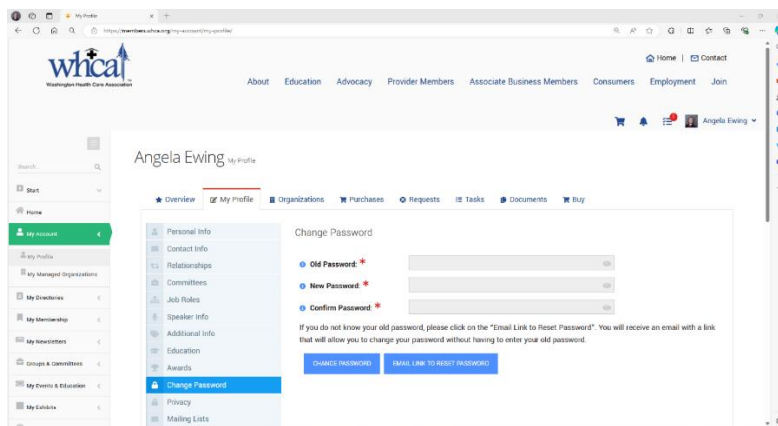 My Profile
https://members.whca.org/my-account/my-profile/
whca
Washington Health Care Association
Home | Contact
About Education Advocacy Provider Members Associate Business Members Consumers Employment Join
Angela Ewing
Angela Ewing My Profile
Search...
Start
Home
My Account
My Profile
My Managed Organizations
My Directories
My Membership
My Newsletters
Groups & Committees
My Events & Education
My Exhibits
Overview My Profile Organizations Purchases Requests Tasks Documents Buy
Personal Info
Contact Info
Relationships
Committees
Job Roles
Speaker Info
Additional Info
Education
Awards
Change Password
Privacy
Mailing Lists
Change Password
Old Password: *
New Password: *
Confirm Password: *
If you do not know your old password, please click on the "Email Link to Reset Password". You will receive an email with a link
that will allow you to change your password without having to enter your old password.
CHANGE PASSWORD EMAIL LINK TO RESET PASSWORD